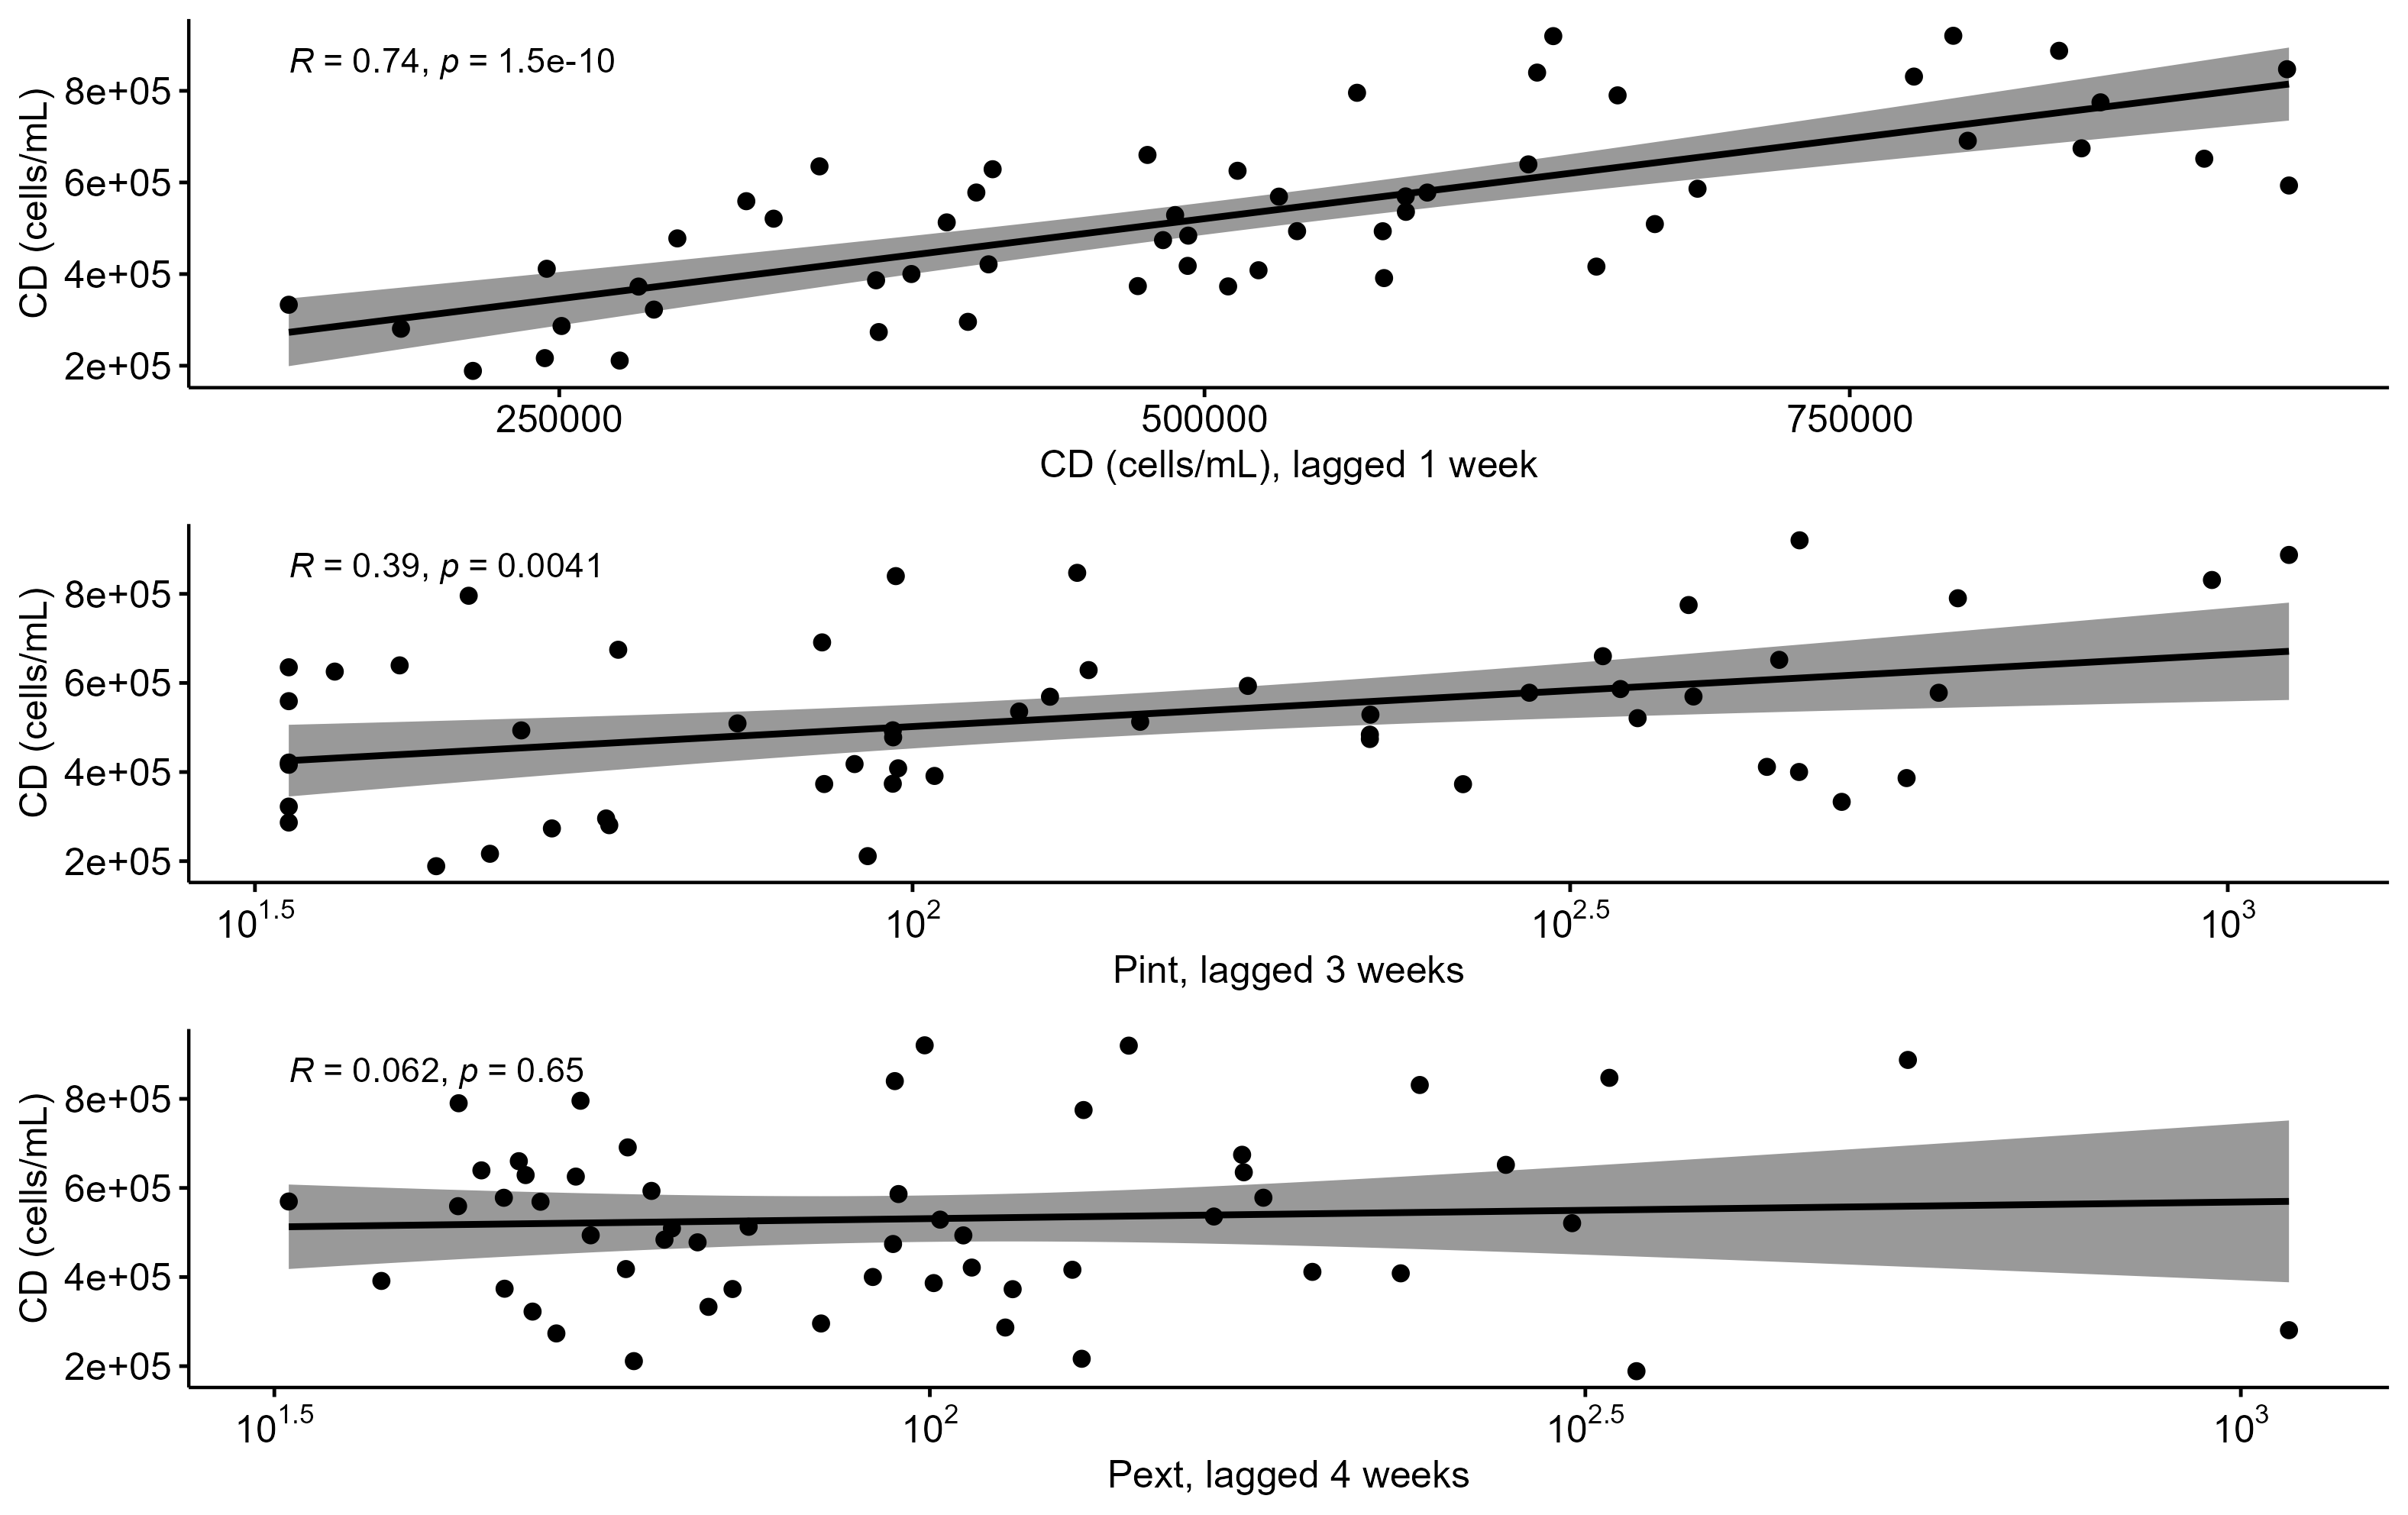 R = 0.74, p = 1.5e-10
8e+05
6e+05
4e+05
2e+05
CD (cells/mL)
250000 500000 750000
CD (cells/mL), lagged 1 week
R = 0.39, p = 0.0041
8e+05
6e+05
4e+05
2e+05
CD (cells/mL)
10^1.5 10^2 10^2.5 10^3
Pint, lagged 3 weeks
R = 0.062, p = 0.65
8e+05
6e+05
4e+05
2e+05
CD (cells/mL)
10^1.5 10^2 10^2.5 10^3
Pext, lagged 4 weeks